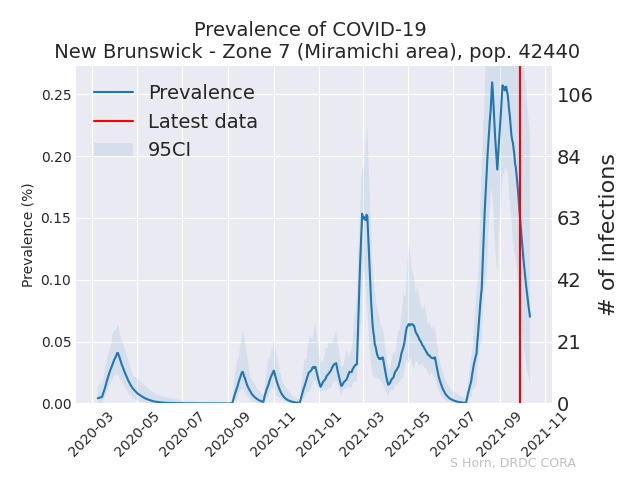 Prevalence of COVID-19
New Brunswick - Zone 7 (Miramichi area), pop. 42440
Prevalence
Latest data
95CI
Prevalence (%)
0.25
0.20
0.15
0.10
0.05
0.00
106
84
63
42
21
0
# of infections
2020-03
2020-05
2020-07
2020-09
2020-11
2021-01
2021-03
2021-05
2021-07
2021-09
2021-11
S Horn, DRDC CORA